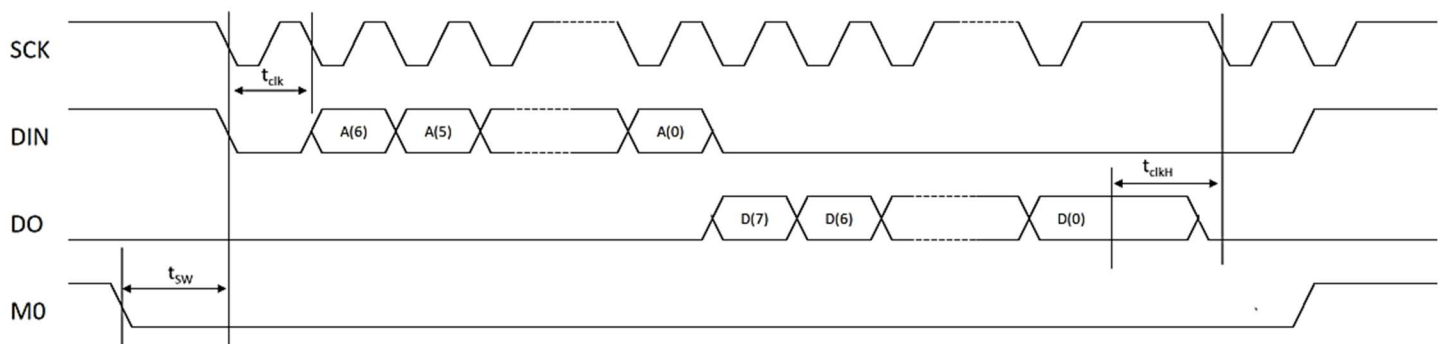 SCK
t_clk
DIN
A(6) A(5) A(0)
t_clkH
DO
D(7) D(6) D(0)
t_SW
M0